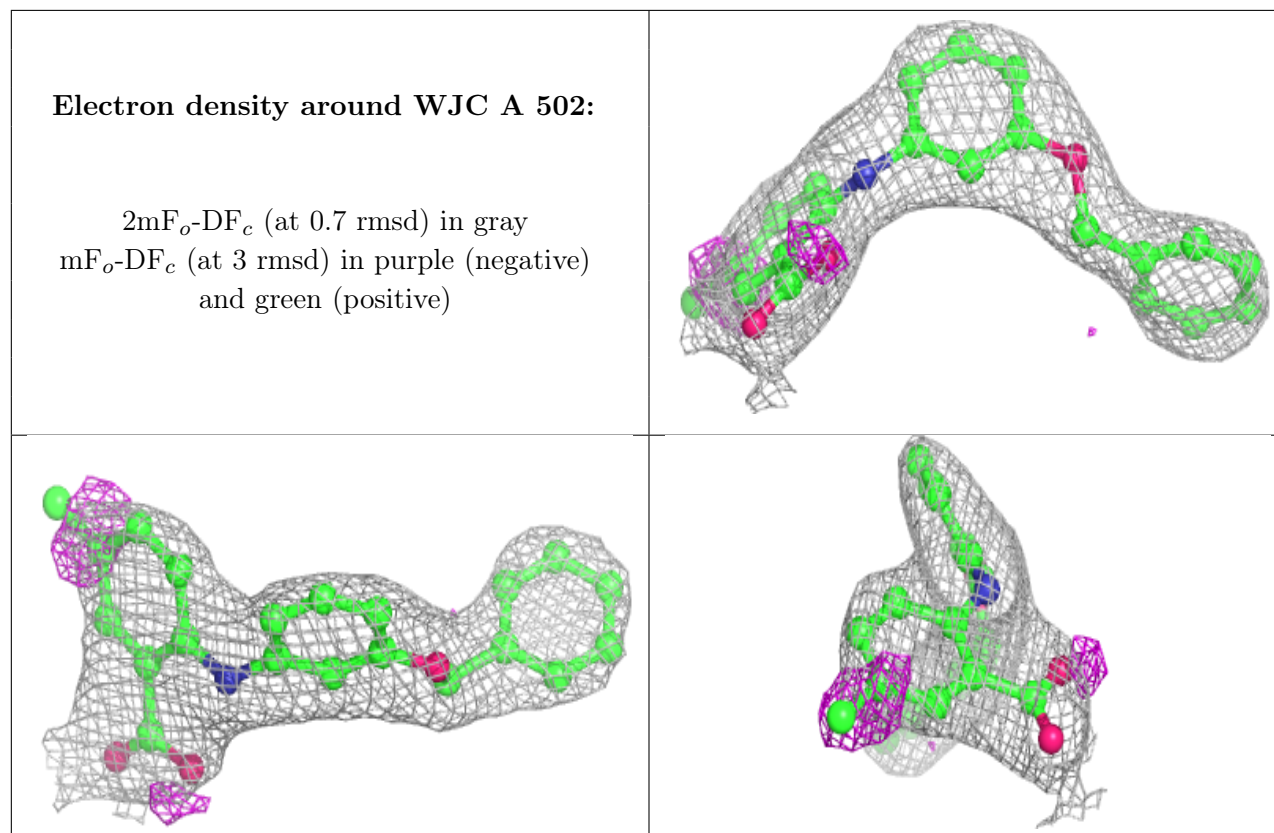 Electron density around WJC A 502:
2mFₒ-DF𝒸 (at 0.7 rmsd) in gray
mFₒ-DF𝒸 (at 3 rmsd) in purple (negative)
and green (positive)